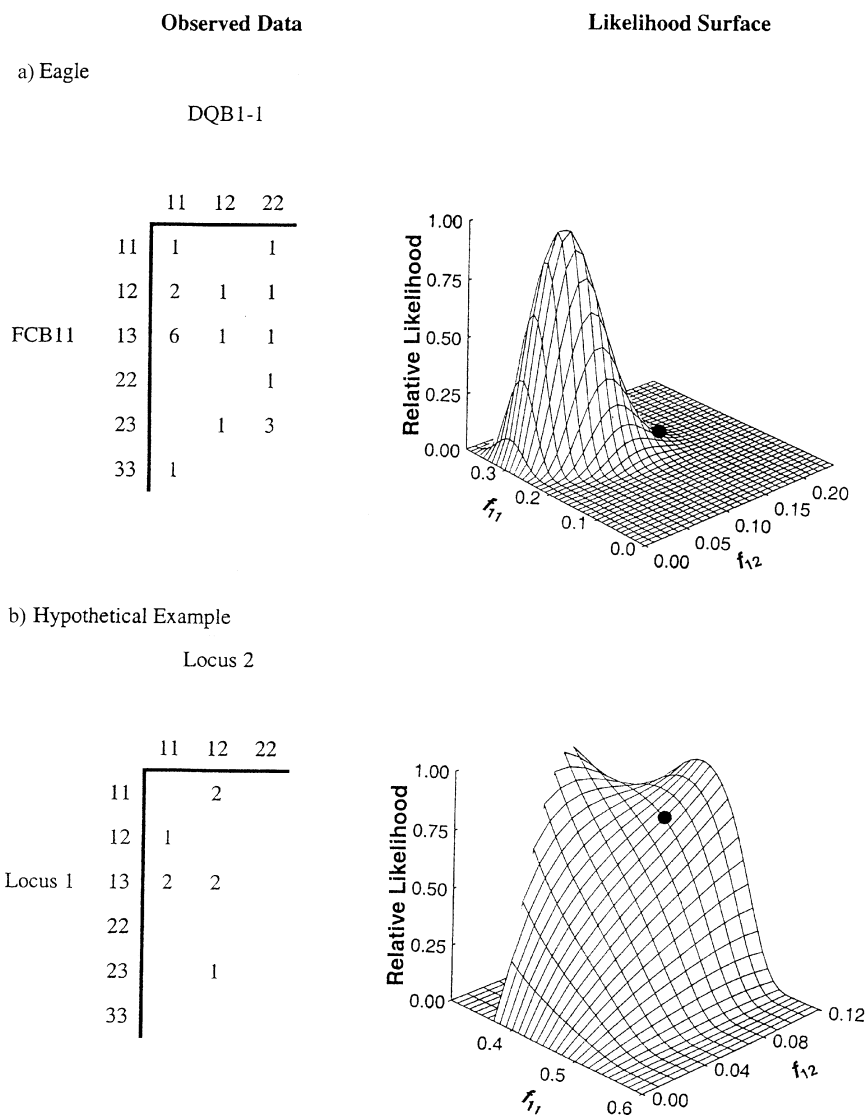 Observed Data Likelihood Surface
a) Eagle
DQB1-1
11 12 22
11 1 1
12 2 1 1
FCB11 13 6 1 1
22 1
23 1 3
33 1
Relative Likelihood
1.00
0.75
0.50
0.25
0.00
0.3
0.2
0.1
0.0
f11
0.00
0.05
0.10
0.15
0.20
f12
b) Hypothetical Example
Locus 2
11 12 22
11 2
12 1
Locus 1 13 2 2
22
23 1
33
Relative Likelihood
1.00
0.75
0.50
0.25
0.00
0.4
0.5
0.6
f11
0.00
0.04
0.08
0.12
f12